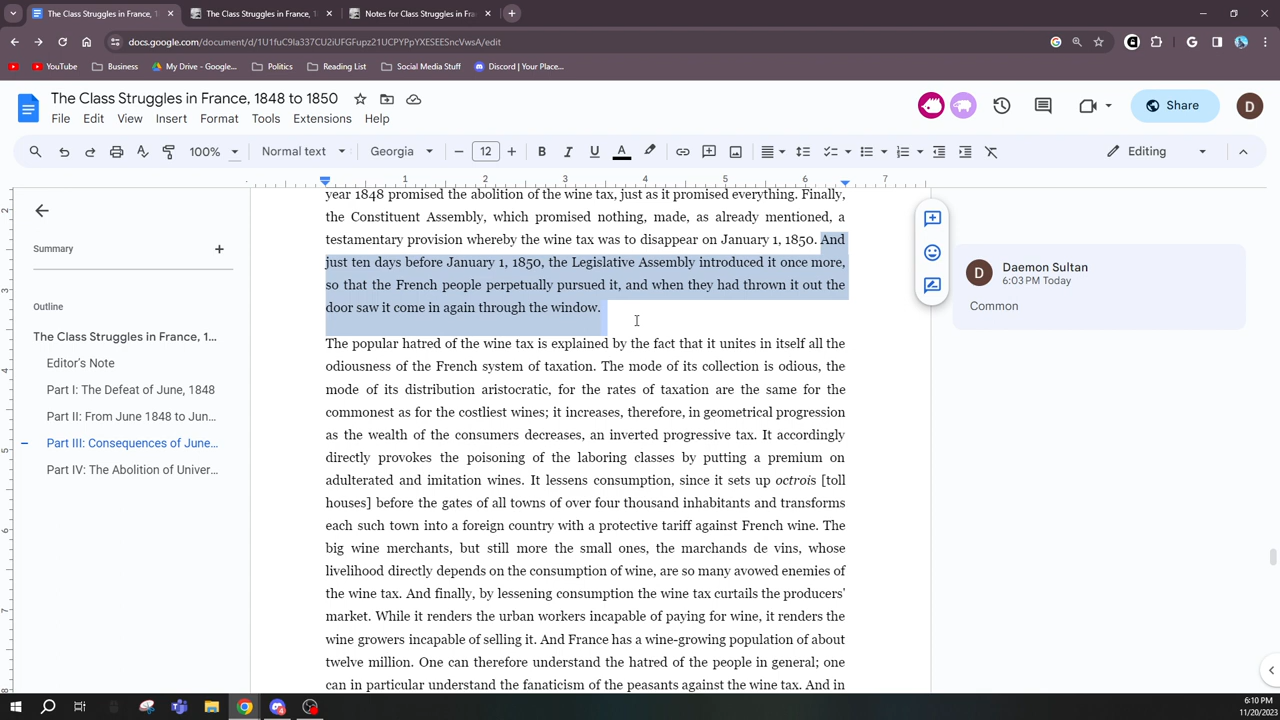 The Class Struggles in France, 1
The Class Struggles in France, 1
Notes for Class Struggles in Fra
docs.google.com/document/d/1U1fuC9la337CU2iUFGFupz21UCPYPpYXESEESncVwsA/edit
YouTube
Business
My Drive - Google...
Politics
Reading List
Social Media Stuff
Discord | Your Place...
The Class Struggles in France, 1848 to 1850
Share
D
File Edit View Insert Format Tools Extensions Help
100%
Normal text
Georgia
12
Editing
1 2 3 4 5 6 7
Summary
Outline
The Class Struggles in France, 1...
Editor's Note
Part I: The Defeat of June, 1848
Part II: From June 1848 to Jun...
Part III: Consequences of June...
Part IV: The Abolition of Univer...
2
3
4
5
6
7
8
year 1848 promised the abolition of the wine tax, just as it promised everything. Finally,
the Constituent Assembly, which promised nothing, made, as already mentioned, a
testamentary provision whereby the wine tax was to disappear on January 1, 1850. And
just ten days before January 1, 1850, the Legislative Assembly introduced it once more,
so that the French people perpetually pursued it, and when they had thrown it out the
door saw it come in again through the window.
The popular hatred of the wine tax is explained by the fact that it unites in itself all the
odiousness of the French system of taxation. The mode of its collection is odious, the
mode of its distribution aristocratic, for the rates of taxation are the same for the
commonest as for the costliest wines; it increases, therefore, in geometrical progression
as the wealth of the consumers decreases, an inverted progressive tax. It accordingly
directly provokes the poisoning of the laboring classes by putting a premium on
adulterated and imitation wines. It lessens consumption, since it sets up octrois [toll
houses] before the gates of all towns of over four thousand inhabitants and transforms
each such town into a foreign country with a protective tariff against French wine. The
big wine merchants, but still more the small ones, the marchands de vins, whose
livelihood directly depends on the consumption of wine, are so many avowed enemies of
the wine tax. And finally, by lessening consumption the wine tax curtails the producers'
market. While it renders the urban workers incapable of paying for wine, it renders the
wine growers incapable of selling it. And France has a wine-growing population of about
twelve million. One can therefore understand the hatred of the people in general; one
can in particular understand the fanaticism of the peasants against the wine tax. And in
D
Daemon Sultan
6:03 PM Today
Common
6:10 PM
11/20/2023